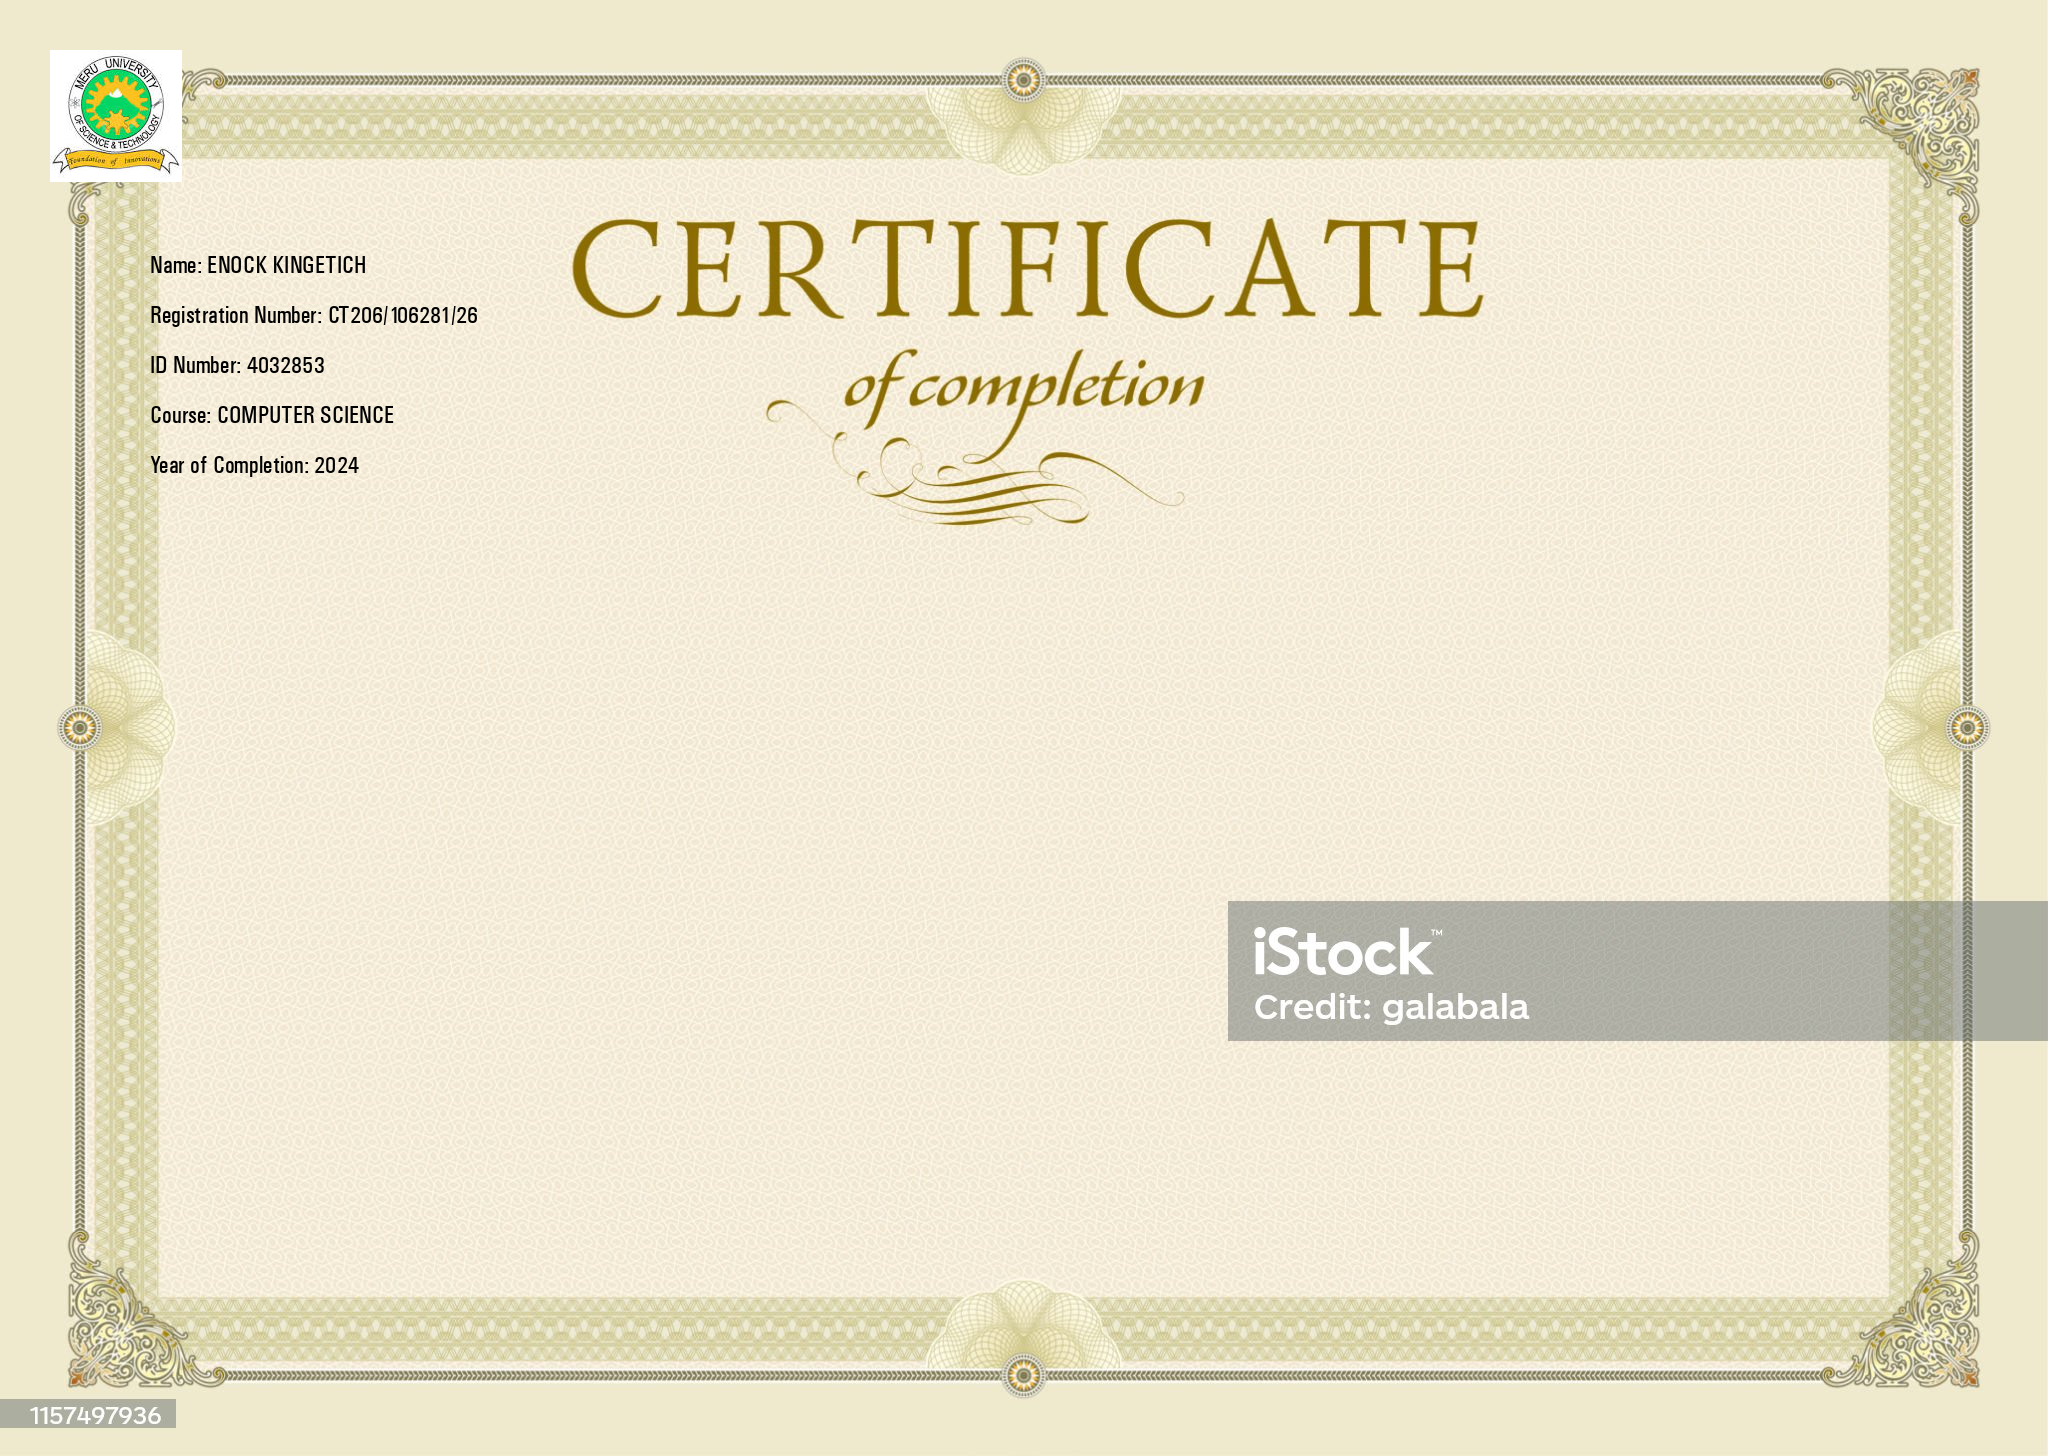 MERU UNIVERSITY
OF SCIENCE & TECHNOLOGY
Foundation of Innovations
CERTIFICATE
of completion
Name: ENOCK KINGETICH
Registration Number: CT206/106281/26
ID Number: 4032853
Course: COMPUTER SCIENCE
Year of Completion: 2024
iStock™
Credit: galabala
1157497936